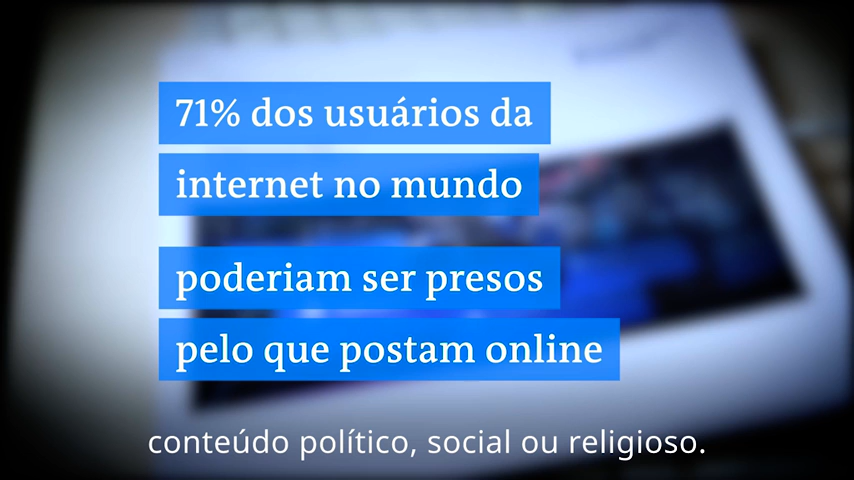 71% dos usuários da
internet no mundo
poderiam ser presos
pelo que postam online
conteúdo político, social ou religioso.